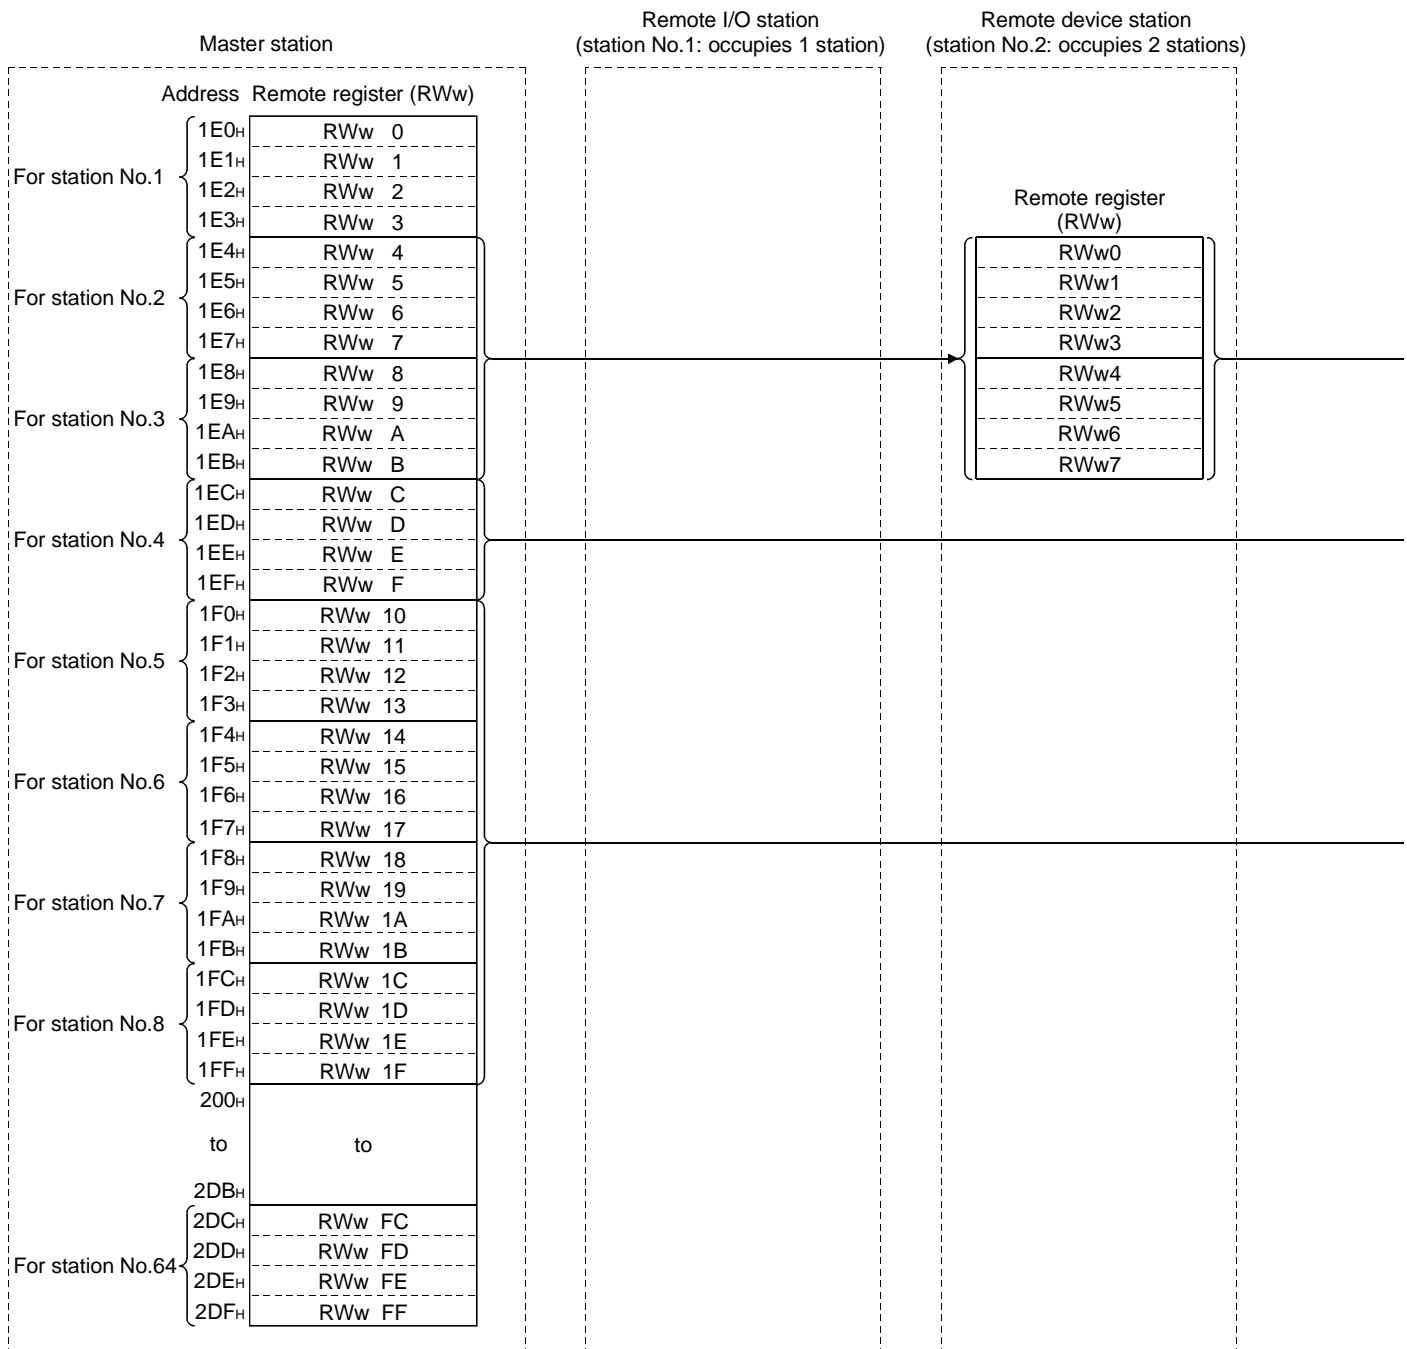 Master station
Remote I/O station
(station No.1: occupies 1 station)
Remote device station
(station No.2: occupies 2 stations)
Address Remote register (RWw)
For station No.1
1E0H RWw 0
1E1H RWw 1
1E2H RWw 2
1E3H RWw 3
For station No.2
1E4H RWw 4
1E5H RWw 5
1E6H RWw 6
1E7H RWw 7
For station No.3
1E8H RWw 8
1E9H RWw 9
1EAH RWw A
1EBH RWw B
For station No.4
1ECH RWw C
1EDH RWw D
1EEH RWw E
1EFH RWw F
For station No.5
1F0H RWw 10
1F1H RWw 11
1F2H RWw 12
1F3H RWw 13
For station No.6
1F4H RWw 14
1F5H RWw 15
1F6H RWw 16
1F7H RWw 17
For station No.7
1F8H RWw 18
1F9H RWw 19
1FAH RWw 1A
1FBH RWw 1B
For station No.8
1FCH RWw 1C
1FDH RWw 1D
1FEH RWw 1E
1FFH RWw 1F
200H
to to
2DBH
For station No.64
2DCH RWw FC
2DDH RWw FD
2DEH RWw FE
2DFH RWw FF
Remote register
(RWw)
RWw0
RWw1
RWw2
RWw3
RWw4
RWw5
RWw6
RWw7